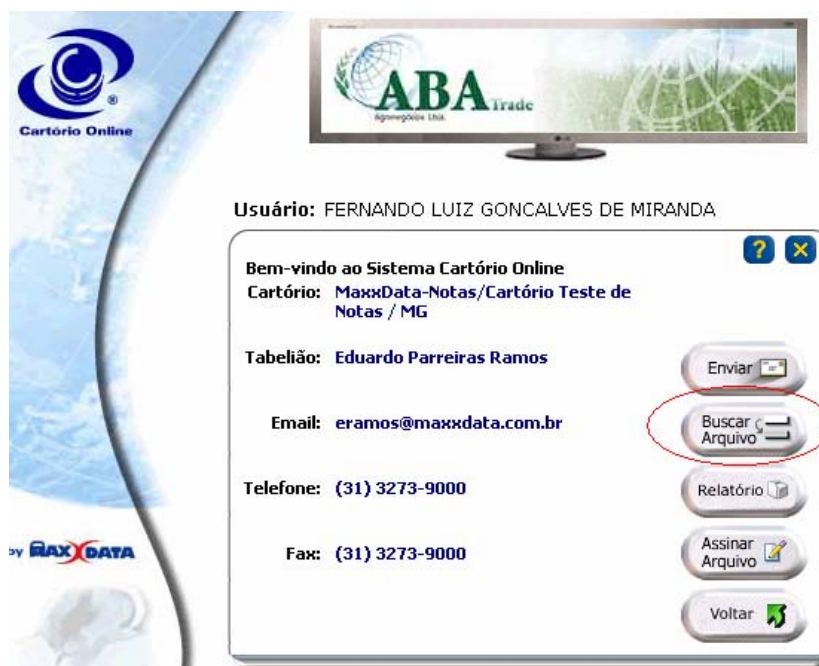 Cartório Online
ABA Trade
Agronegócios Ltda.
Usuário: FERNANDO LUIZ GONCALVES DE MIRANDA
Bem-vindo ao Sistema Cartório Online
Cartório: MaxxData-Notas/Cartório Teste de
Notas / MG
Tabelião: Eduardo Parreiras Ramos
Enviar
Email: eramos@maxxdata.com.br
Buscar
Arquivo
Telefone: (31) 3273-9000
Relatório
by MAXXDATA
Fax: (31) 3273-9000
Assinar
Arquivo
Voltar